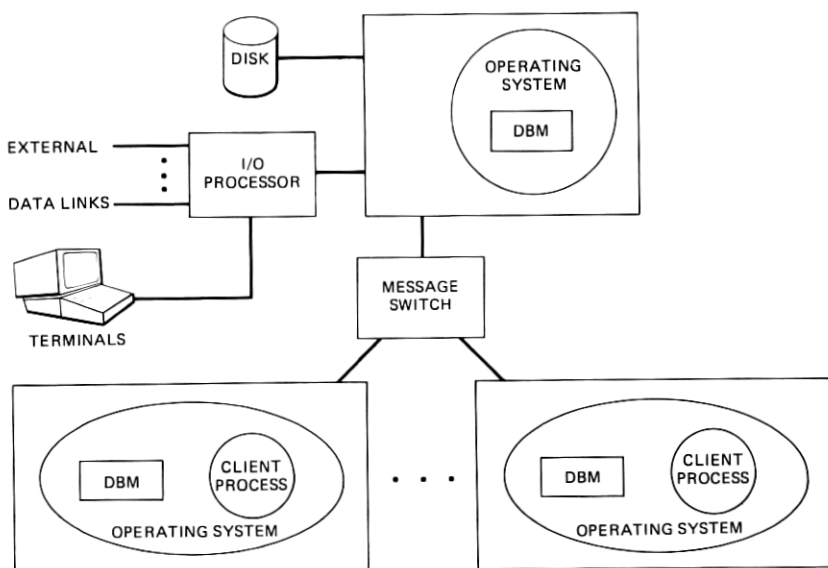 DISK
OPERATING
SYSTEM
DBM
EXTERNAL
I/O
PROCESSOR
DATA LINKS
MESSAGE
SWITCH
TERMINALS
DBM
CLIENT
PROCESS
OPERATING SYSTEM
DBM
CLIENT
PROCESS
OPERATING SYSTEM